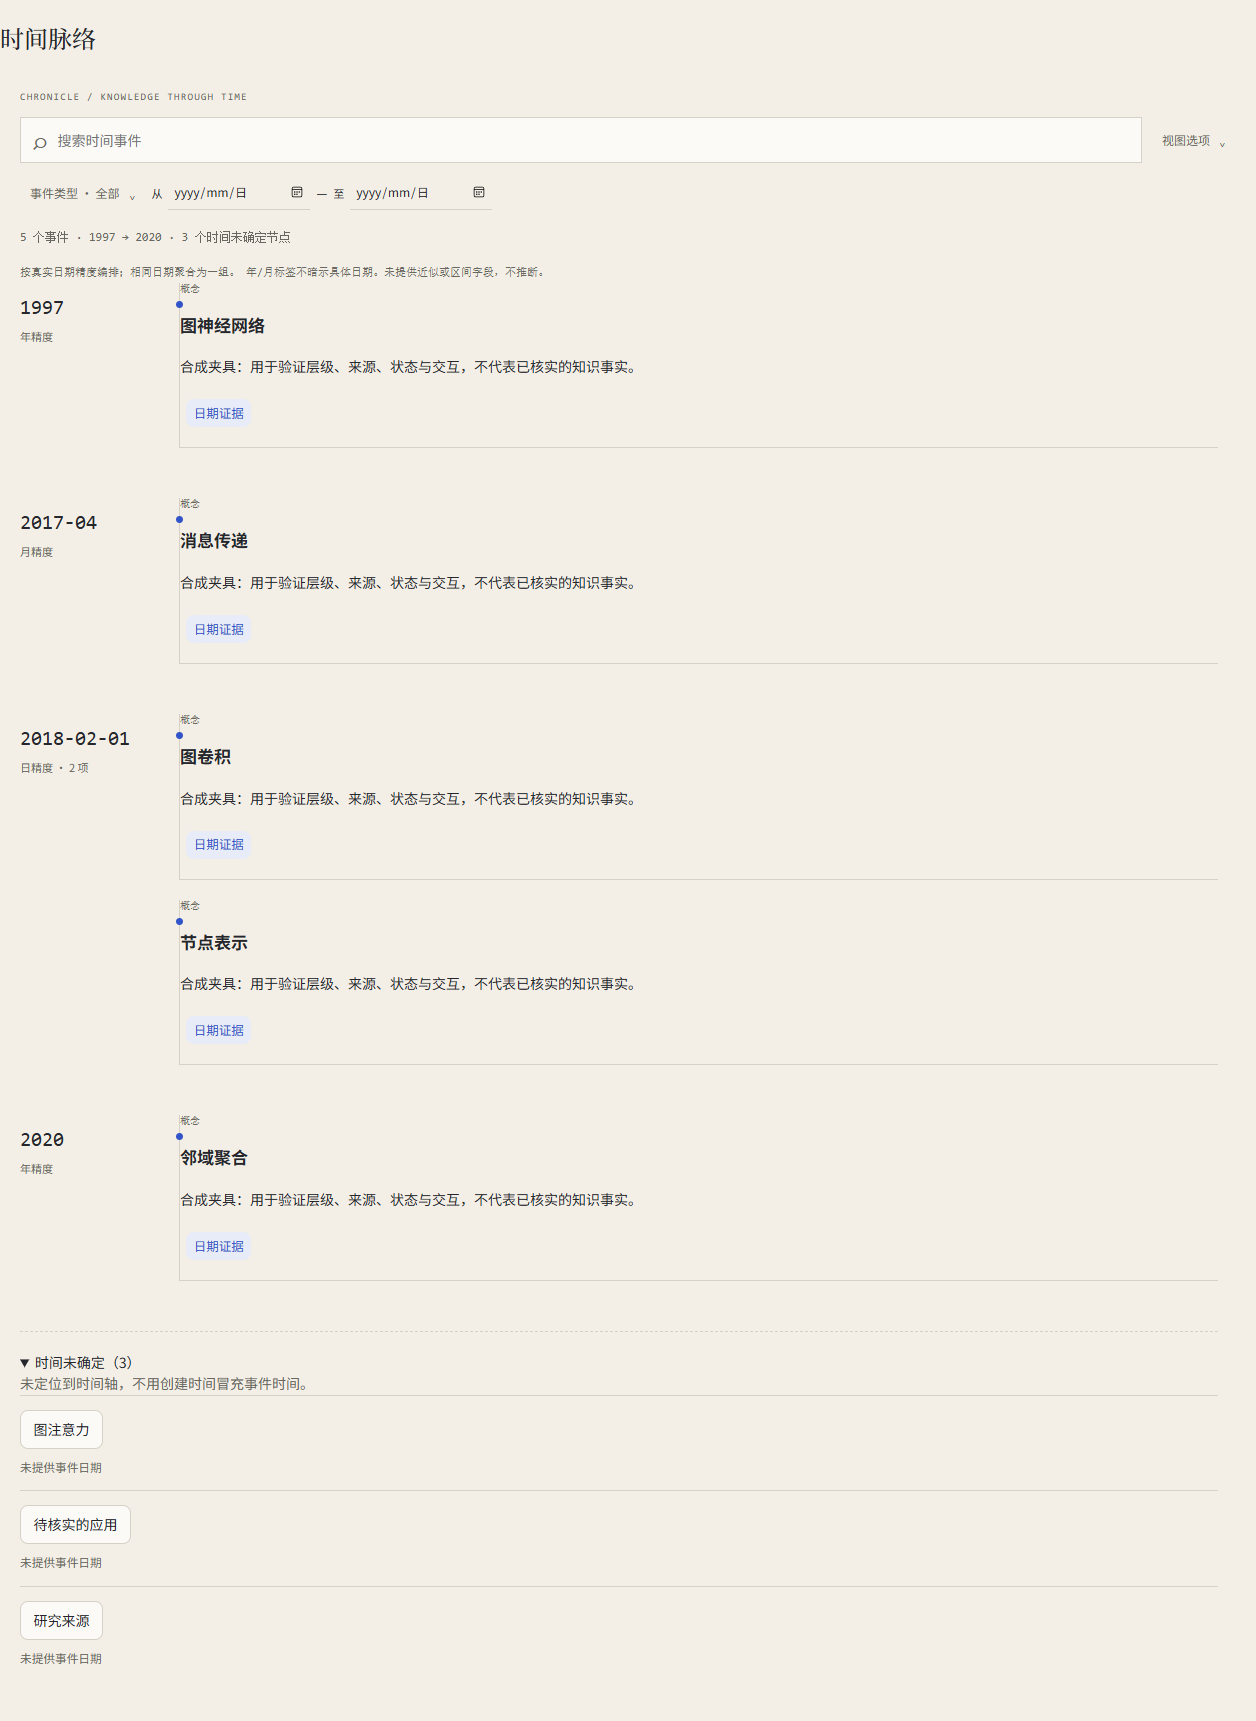 时间脉络
CHRONICLE / KNOWLEDGE THROUGH TIME
搜索时间事件
视图选项
事件类型 · 全部 从 yyyy/mm/日 — 至 yyyy/mm/日
5 个事件 · 1997 → 2020 · 3 个时间未确定节点
按真实日期精度编排；相同日期聚合为一组。 年/月标签不暗示具体日期。未提供近似或区间字段，不推断。
1997
年精度
概念
图神经网络
合成夹具：用于验证层级、来源、状态与交互，不代表已核实的知识事实。
日期证据
2017-04
月精度
概念
消息传递
合成夹具：用于验证层级、来源、状态与交互，不代表已核实的知识事实。
日期证据
2018-02-01
日精度 · 2 项
概念
图卷积
合成夹具：用于验证层级、来源、状态与交互，不代表已核实的知识事实。
日期证据
概念
节点表示
合成夹具：用于验证层级、来源、状态与交互，不代表已核实的知识事实。
日期证据
2020
年精度
概念
邻域聚合
合成夹具：用于验证层级、来源、状态与交互，不代表已核实的知识事实。
日期证据
▼ 时间未确定（3）
未定位到时间轴，不用创建时间冒充事件时间。
图注意力
未提供事件日期
待核实的应用
未提供事件日期
研究来源
未提供事件日期